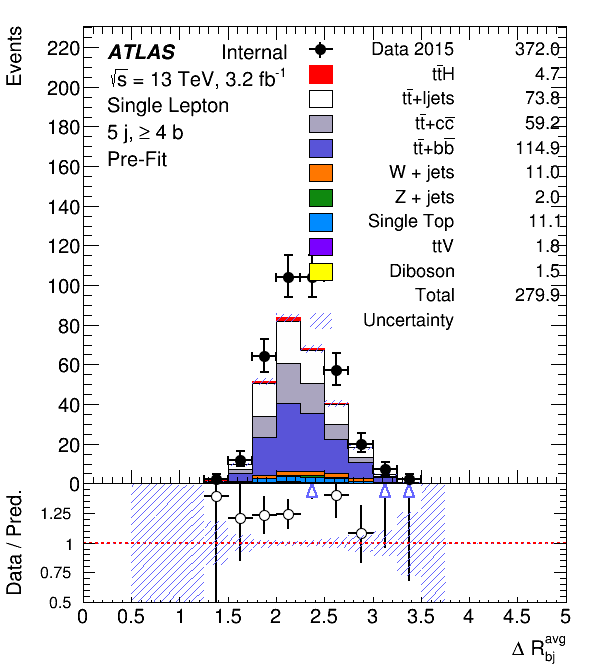 Events
ATLAS Internal
√s = 13 TeV, 3.2 fb⁻¹
Single Lepton
5 j, ≥ 4 b
Pre-Fit
Data 2015 372.0
tt̄H 4.7
tt̄+ljets 73.8
tt̄+cc̄ 59.2
tt̄+bb̄ 114.9
W + jets 11.0
Z + jets 2.0
Single Top 11.1
ttV 1.8
Diboson 1.5
Total 279.9
Uncertainty
220
200
180
160
140
120
100
80
60
40
20
0
Data / Pred.
1.25
1
0.75
0.5
0 0.5 1 1.5 2 2.5 3 3.5 4 4.5 5
Δ R_bj^avg